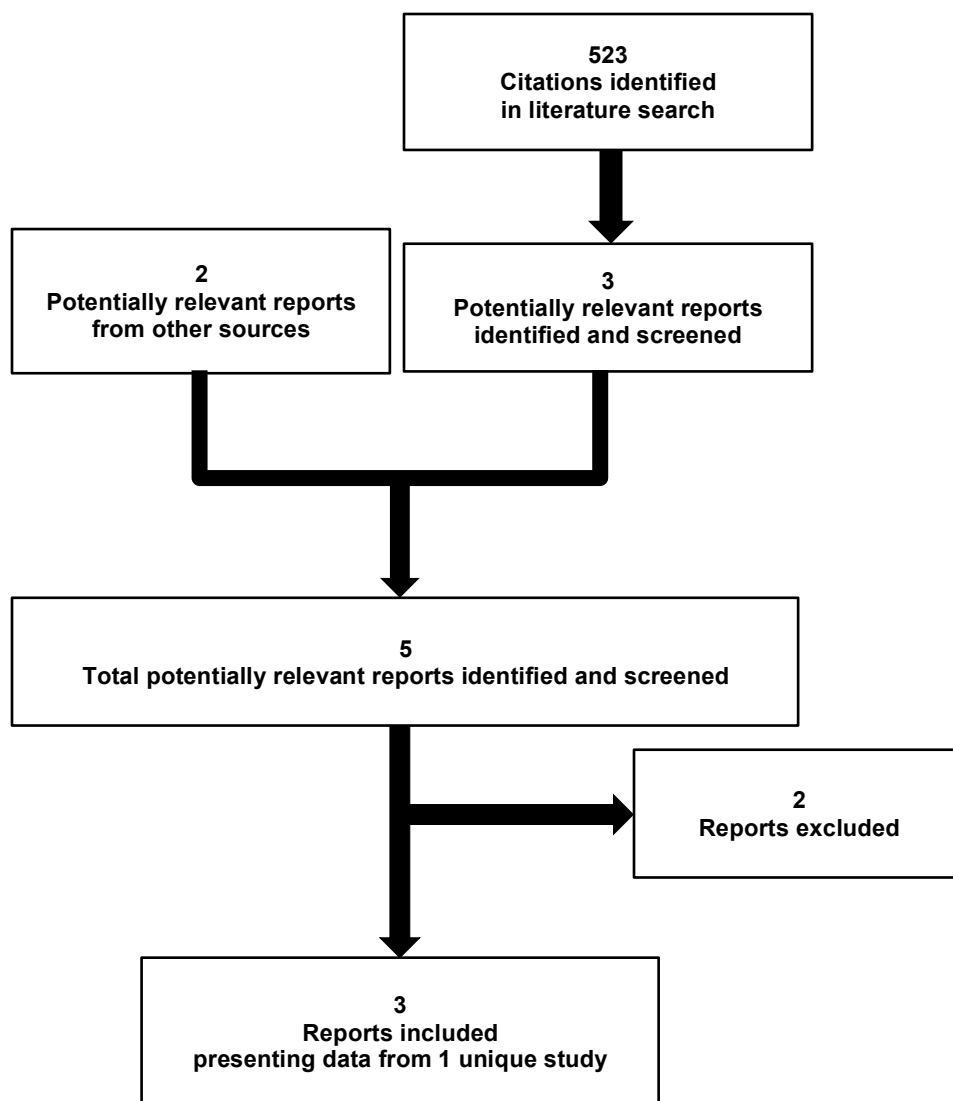 523
Citations identified
in literature search
2
Potentially relevant reports
from other sources
3
Potentially relevant reports
identified and screened
5
Total potentially relevant reports identified and screened
2
Reports excluded
3
Reports included
presenting data from 1 unique study